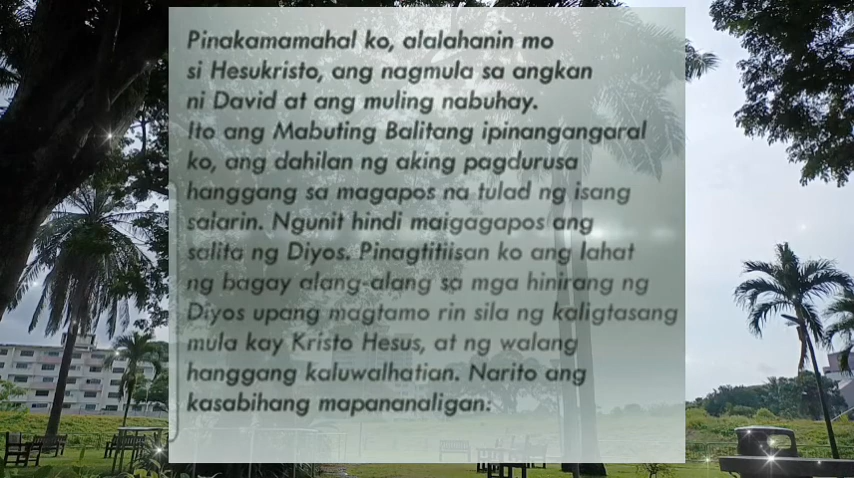 Pinakamamahal ko, alalahanin mo
si Hesukristo, ang nagmula sa angkan
ni David at ang muling nabuhay.
Ito ang Mabuting Balitang ipinangangaral
ko, ang dahilan ng aking pagdurusa
hanggang sa magapos na tulad ng isang
salarin. Ngunit hindi maigagapos ang
salita ng Diyos. Pinagtitiisan ko ang lahat
ng bagay alang-alang sa mga hinirang ng
Diyos upang magtamo rin sila ng kaligtasang
mula kay Kristo Hesus, at ng walang
hanggang kaluwalhatian. Narito ang
kasabihang mapananaligan: